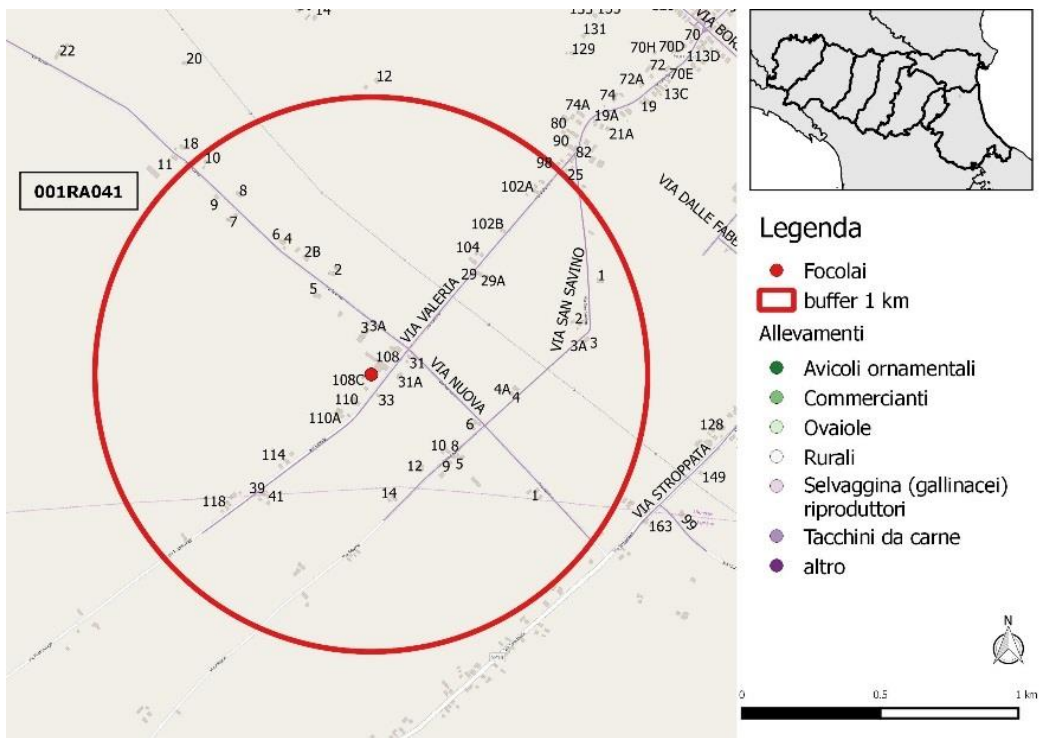 14
133
131
129
VIA BOR
70
70H
70D
113D
72
70E
72A
13C
74
19
74A
19A
80
21A
90
82
98
25
22
20
12
18
10
11
001RA041
8
9
7
6
4
2B
2
5
102A
102B
104
29
29A
VIA DALLE FABB
VIA SAN SAVINO
1
2
3A
3
VIA VALERIA
3
3A
108
31
VIA NUOVA
108C
31A
110
33
110A
4A
4
6
10
8
12
9
5
114
14
39
41
118
1
VIA STROPPATA
128
149
163
99
Legenda
Focolai
buffer 1 km
Allevamenti
Avicoli ornamentali
Commercianti
Ovaiole
Rurali
Selvaggina (gallinacei)
riproduttori
Tacchini da carne
altro
N
0
0.5
1 km